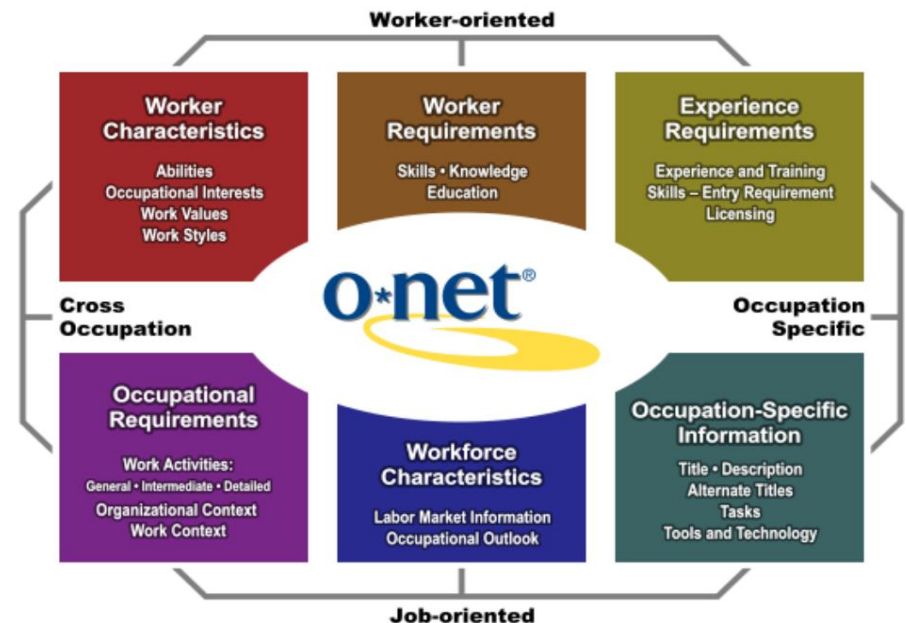 Worker-oriented
Worker
Characteristics
Abilities
Occupational Interests
Work Values
Work Styles
Worker
Requirements
Skills • Knowledge
Education
Experience
Requirements
Experience and Training
Skills – Entry Requirement
Licensing
Cross
Occupation
o*net®
Occupation
Specific
Occupational
Requirements
Work Activities:
General • Intermediate • Detailed
Organizational Context
Work Context
Workforce
Characteristics
Labor Market Information
Occupational Outlook
Occupation-Specific
Information
Title • Description
Alternate Titles
Tasks
Tools and Technology
Job-oriented